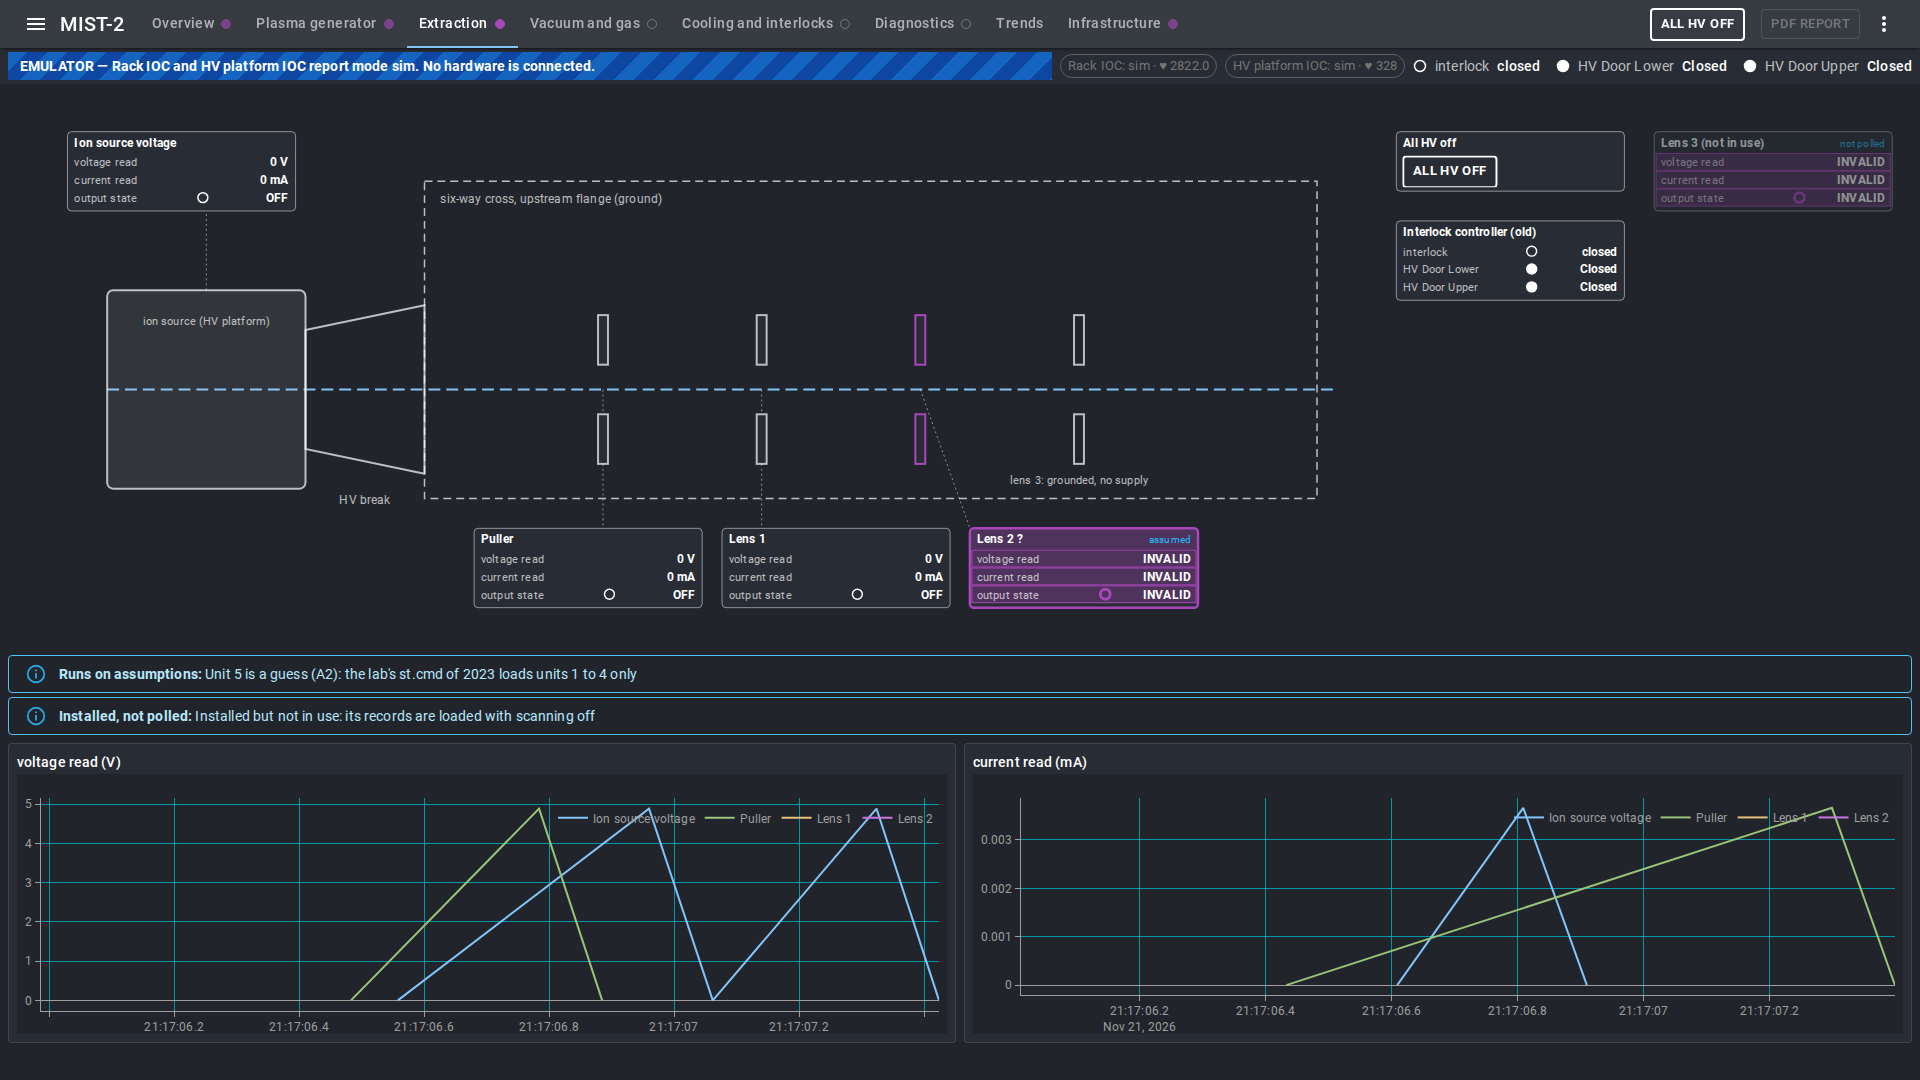 MIST-2 Overview Plasma generator Extraction Vacuum and gas Cooling and interlocks Diagnostics Trends Infrastructure ALL HV OFF PDF REPORT
EMULATOR — Rack IOC and HV platform IOC report mode sim. No hardware is connected. Rack IOC: sim · ♥ 2822.0 HV platform IOC: sim · ♥ 328 interlock closed HV Door Lower Closed HV Door Upper Closed
Ion source voltage
voltage read 0 V
current read 0 mA
output state OFF
All HV off
ALL HV OFF
Lens 3 (not in use) not polled
voltage read INVALID
current read INVALID
output state INVALID
six-way cross, upstream flange (ground)
Interlock controller (old)
interlock closed
HV Door Lower Closed
HV Door Upper Closed
ion source (HV platform)
lens 3: grounded, no supply
HV break
Puller
voltage read 0 V
current read 0 mA
output state OFF
Lens 1
voltage read 0 V
current read 0 mA
output state OFF
Lens 2 ? assumed
voltage read INVALID
current read INVALID
output state INVALID
Runs on assumptions: Unit 5 is a guess (A2): the lab's st.cmd of 2023 loads units 1 to 4 only
Installed, not polled: Installed but not in use: its records are loaded with scanning off
voltage read (V)
Ion source voltage Puller Lens 1 Lens 2
5
4
3
2
1
0
21:17:06.2 21:17:06.4 21:17:06.6 21:17:06.8 21:17:07 21:17:07.2
current read (mA)
Ion source voltage Puller Lens 1 Lens 2
0.003
0.002
0.001
0
21:17:06.2 21:17:06.4 21:17:06.6 21:17:06.8 21:17:07 21:17:07.2
Nov 21, 2026